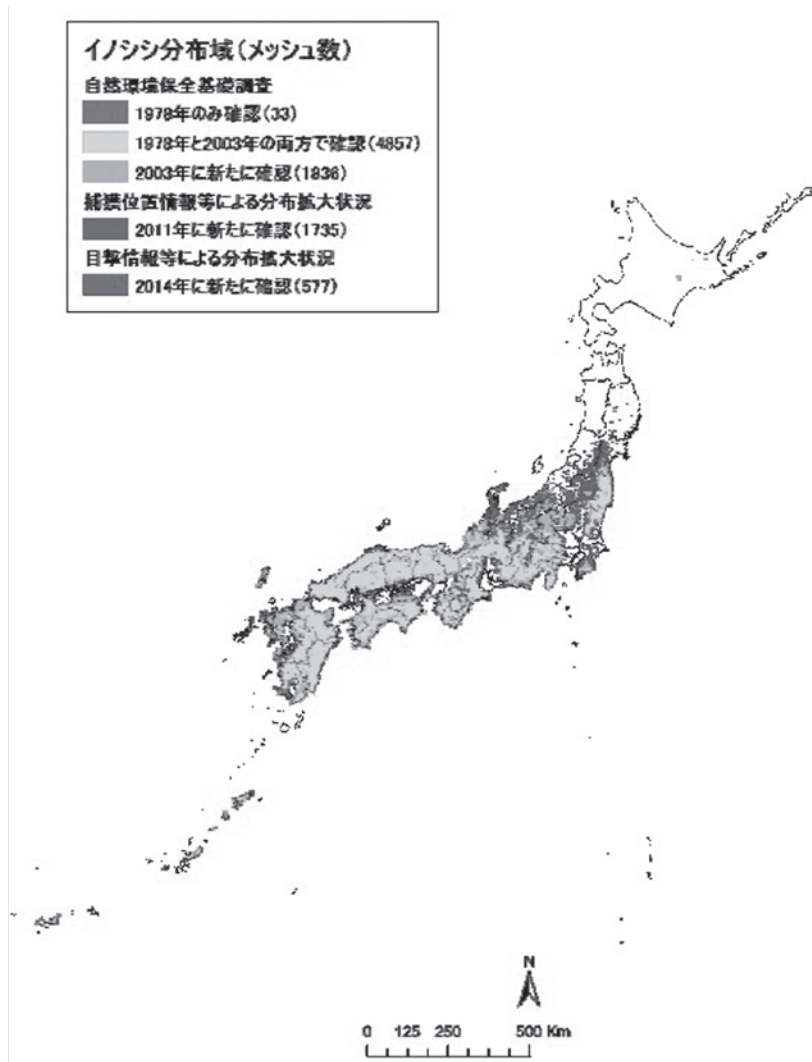 イノシシ分布域(メッシュ数)
自然環境保全基礎調査
1978年のみ確認(33)
1978年と2003年の両方で確認(4857)
2003年に新たに確認(1836)
捕獲位置情報等による分布拡大状況
2011年に新たに確認(1735)
目撃情報等による分布拡大状況
2014年に新たに確認(577)
N
0 125 250 500 Km